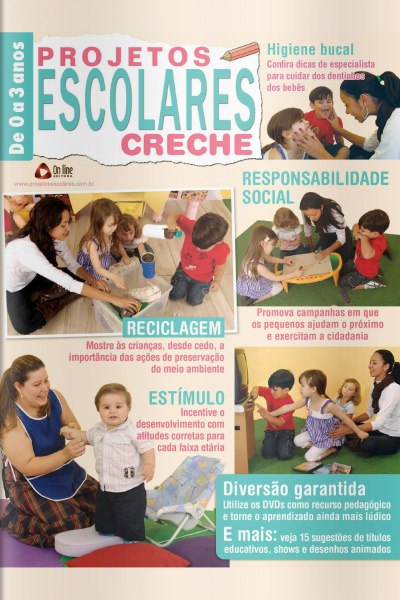 De 0 a 3 anos
PROJETOS
ESCOLARES
CRECHE
On line
EDITORA
www.projetosescolares.com.br
Higiene bucal
Confira dicas de especialista
para cuidar dos dentinhos
dos bebês
RESPONSABILIDADE
SOCIAL
Promova campanhas em que
os pequenos ajudam o próximo
e exercitam a cidadania
RECICLAGEM
Mostre às crianças, desde cedo, a
importância das ações de preservação
do meio ambiente
ESTÍMULO
Incentive o
desenvolvimento com
atitudes corretas para
cada faixa etária
Diversão garantida
Utilize os DVDs como recurso pedagógico
e torne o aprendizado ainda mais lúdico
E mais: veja 15 sugestões de títulos
educativos, shows e desenhos animados